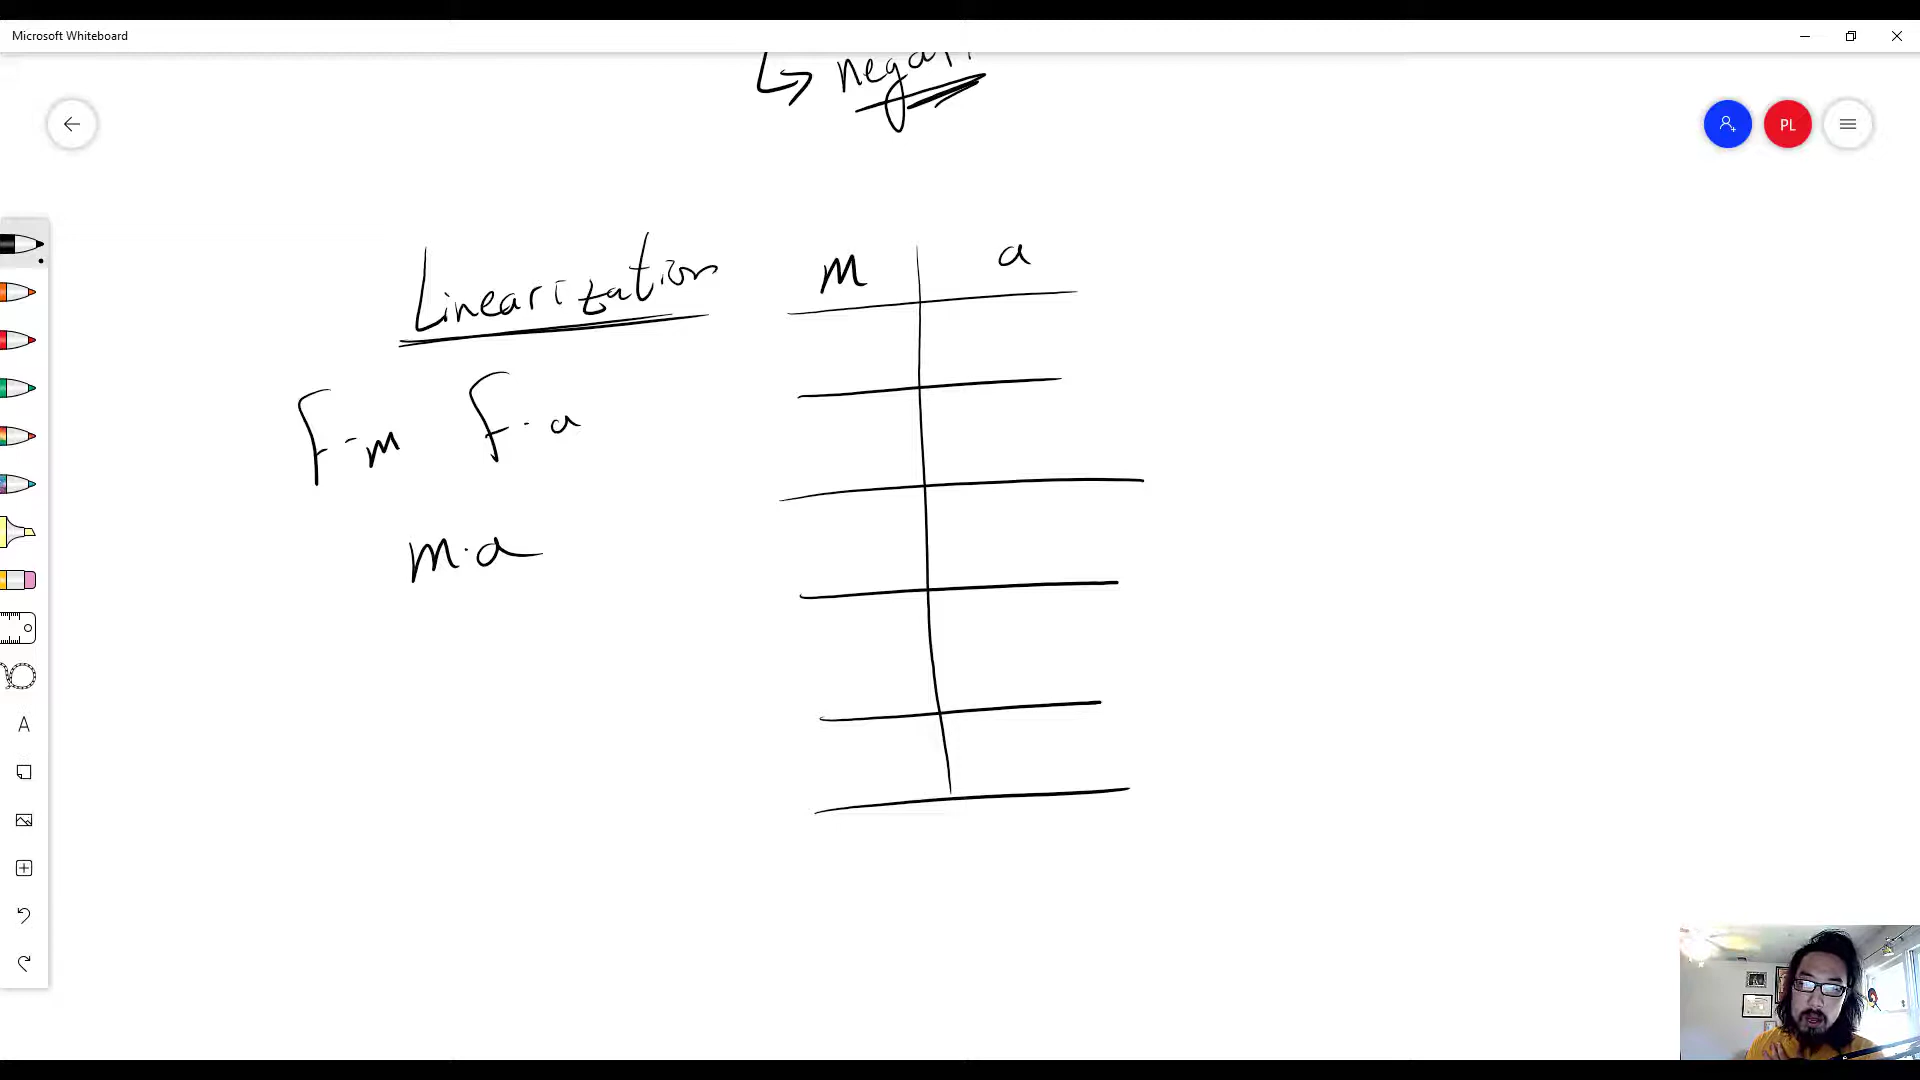 Microsoft Whiteboard
PL
Linearization
m a
F-m F-a
m.a
A